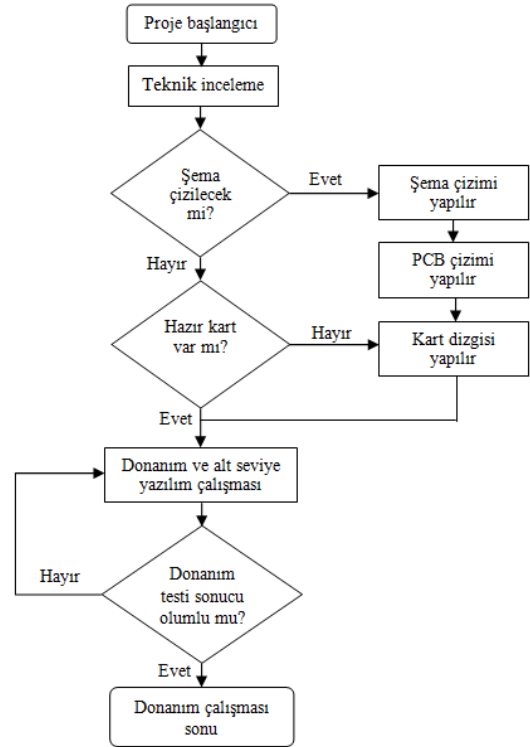 Proje başlangıcı
Teknik inceleme
Şema
çizilecek
mi?
Evet
Şema çizimi
yapılır
Hayır
PCB çizimi
yapılır
Hazır kart
var mı?
Hayır
Kart dizgisi
yapılır
Evet
Donanım ve alt seviye
yazılım çalışması
Hayır
Donanım
testi sonucu
olumlu mu?
Evet
Donanım çalışması
sonu